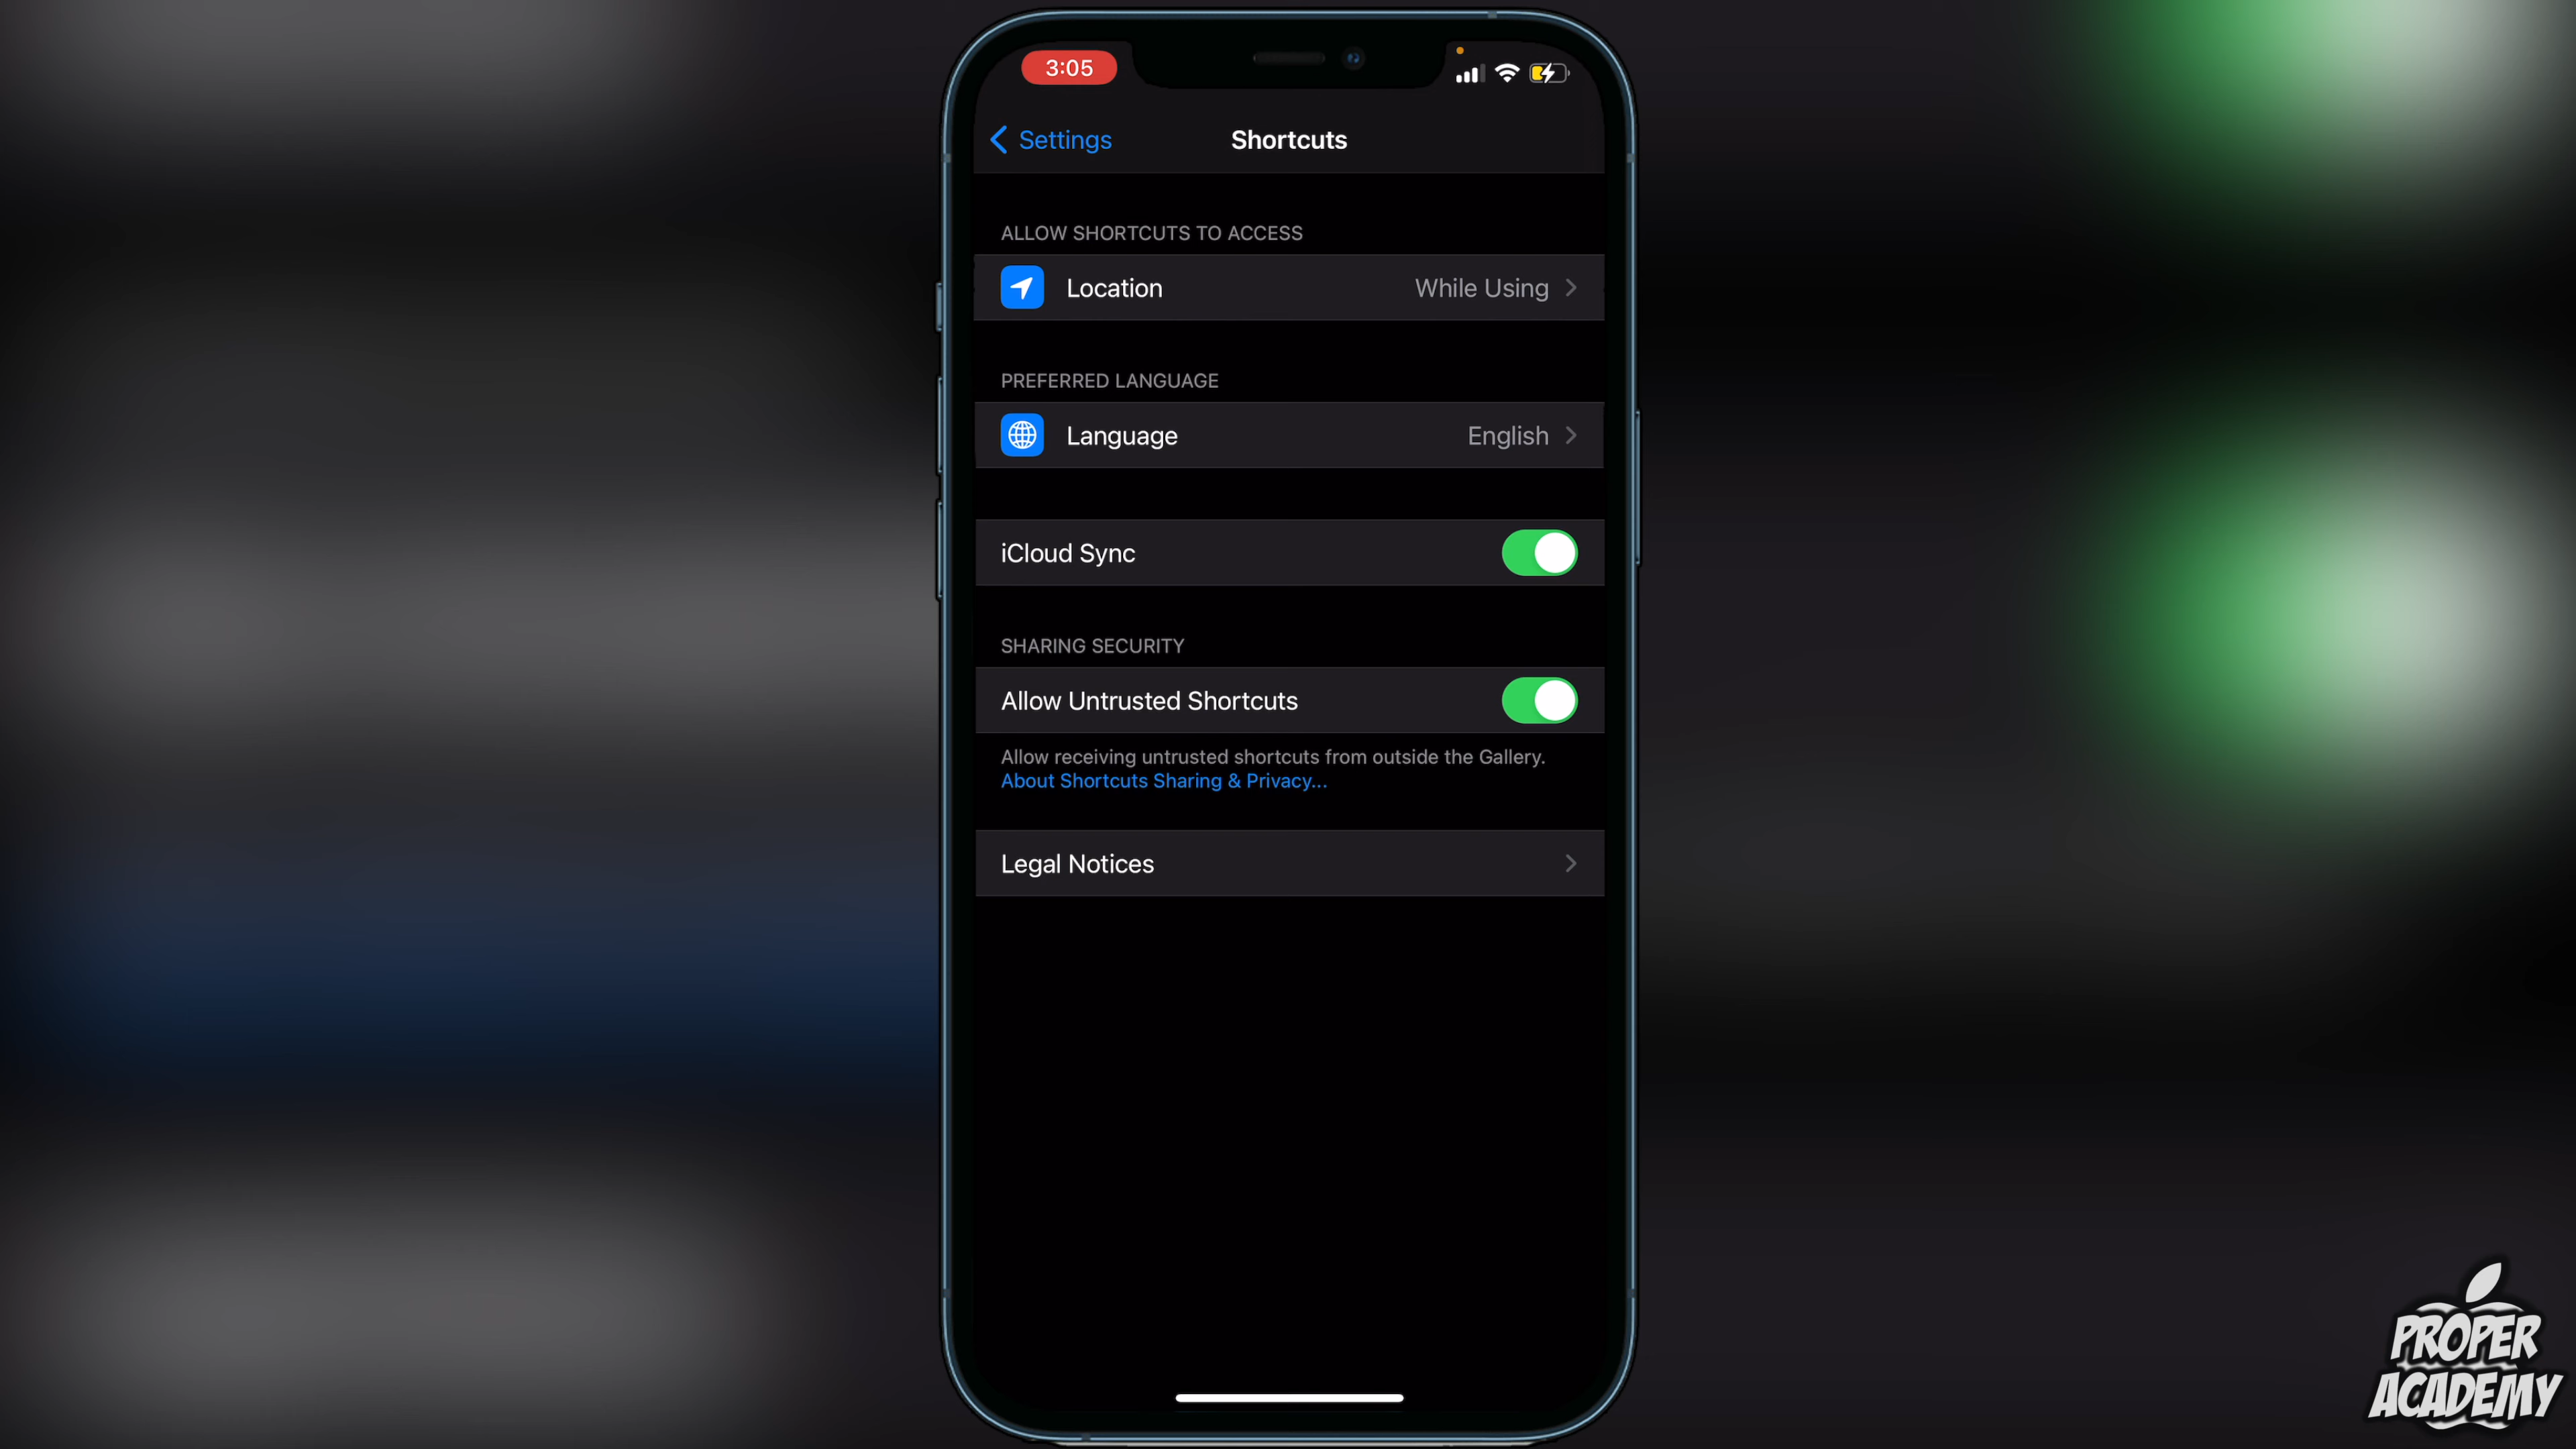 3:05
Settings
Shortcuts
ALLOW SHORTCUTS TO ACCESS
Location
While Using
PREFERRED LANGUAGE
Language
English
iCloud Sync
SHARING SECURITY
Allow Untrusted Shortcuts
Allow receiving untrusted shortcuts from outside the Gallery.
About Shortcuts Sharing & Privacy...
Legal Notices
PROPER
ACADEMY